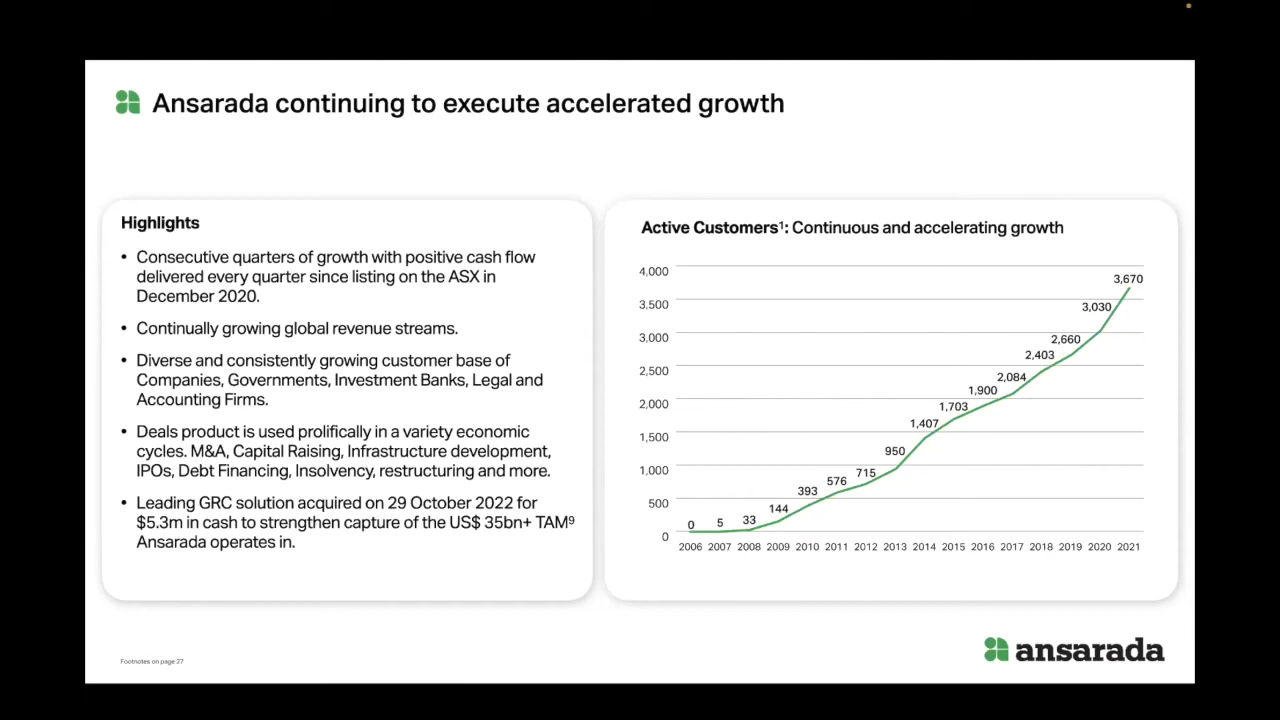 Ansarada continuing to execute accelerated growth
Highlights
• Consecutive quarters of growth with positive cash flow
delivered every quarter since listing on the ASX in
December 2020.
• Continually growing global revenue streams.
• Diverse and consistently growing customer base of
Companies, Governments, Investment Banks, Legal and
Accounting Firms.
• Deals product is used prolifically in a variety economic
cycles. M&A, Capital Raising, Infrastructure development,
IPOs, Debt Financing, Insolvency, restructuring and more.
• Leading GRC solution acquired on 29 October 2022 for
$5.3m in cash to strengthen capture of the US$ 35bn+ TAM⁹
Ansarada operates in.
Active Customers¹: Continuous and accelerating growth
4,000
3,500
3,000
2,500
2,000
1,500
1,000
500
0
0 5 33 144 393 576 715 950 1,407 1,703 1,900 2,084 2,403 2,660 3,030 3,670
2006 2007 2008 2009 2010 2011 2012 2013 2014 2015 2016 2017 2018 2019 2020 2021
Footnotes on page 27
ansarada